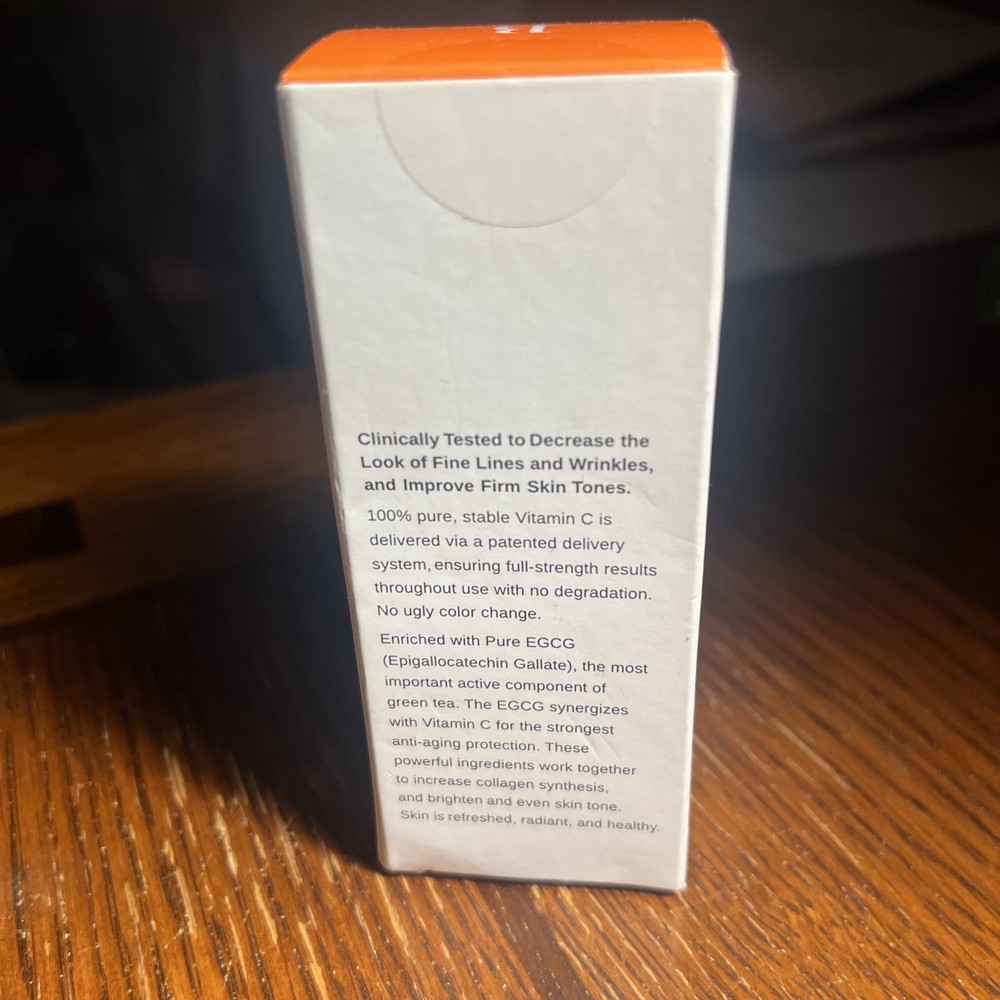 Clinically Tested to Decrease the
Look of Fine Lines and Wrinkles,
and Improve Firm Skin Tones.
100% pure, stable Vitamin C is
delivered via a patented delivery
system, ensuring full-strength results
throughout use with no degradation.
No ugly color change.
Enriched with Pure EGCG
(Epigallocatechin Gallate), the most
important active component of
green tea. The EGCG synergizes
with Vitamin C for the strongest
anti-aging protection. These
powerful ingredients work together
to increase collagen synthesis,
and brighten and even skin tone.
Skin is refreshed, radiant, and healthy.